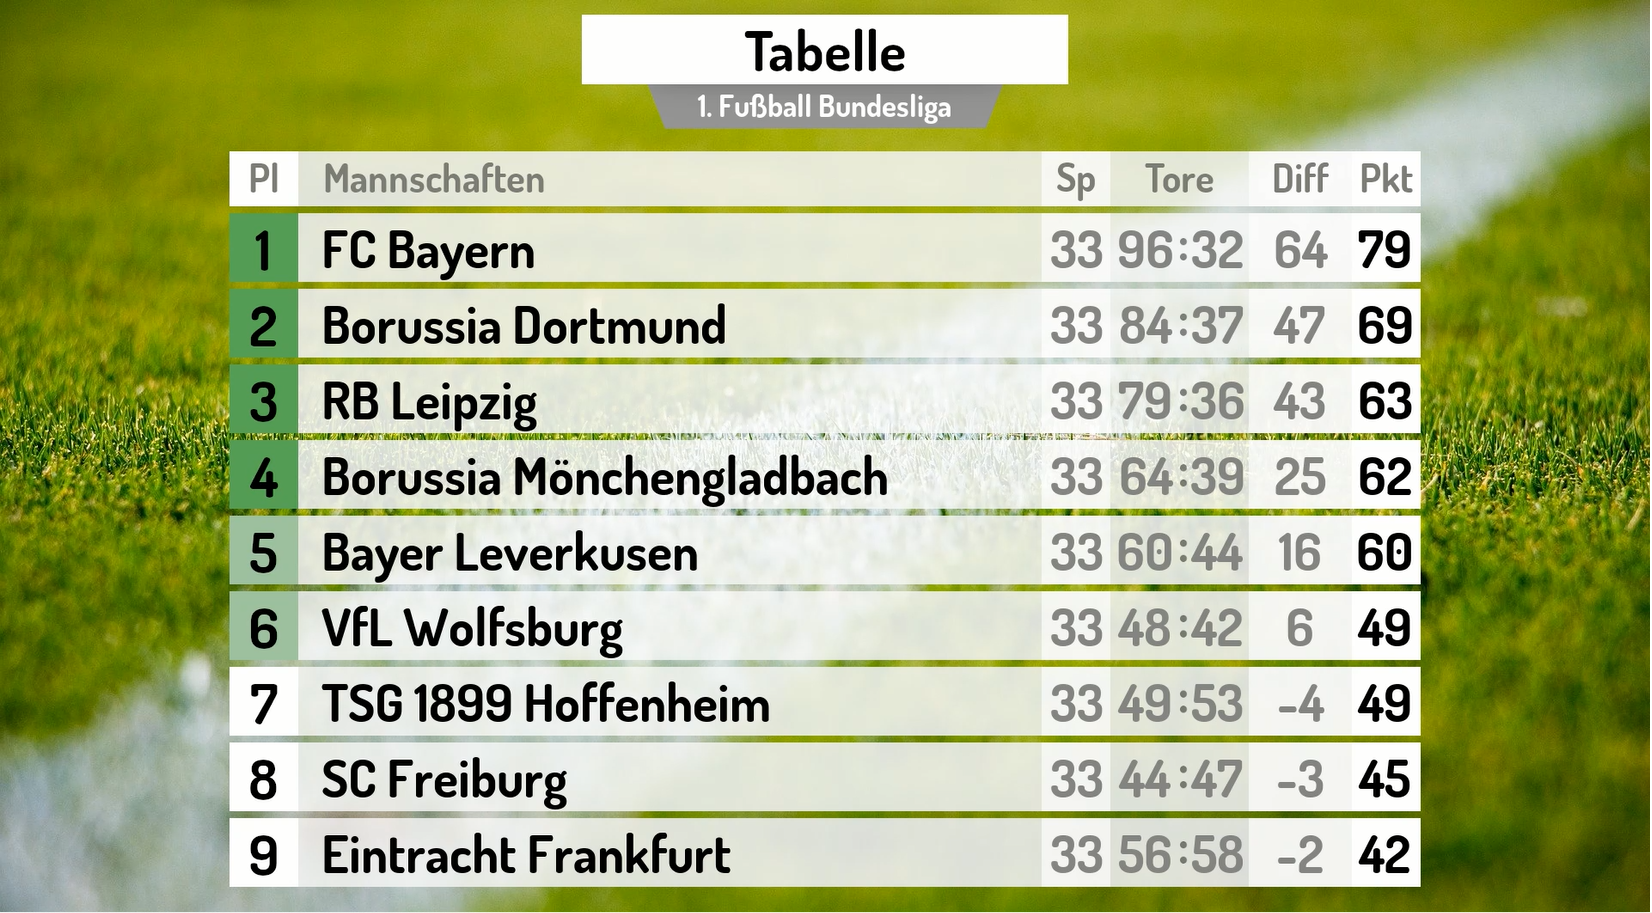 Tabelle
1. Fußball Bundesliga
Pl Mannschaften Sp Tore Diff Pkt
1 FC Bayern 33 96:32 64 79
2 Borussia Dortmund 33 84:37 47 69
3 RB Leipzig 33 79:36 43 63
4 Borussia Mönchengladbach 33 64:39 25 62
5 Bayer Leverkusen 33 60:44 16 60
6 VfL Wolfsburg 33 48:42 6 49
7 TSG 1899 Hoffenheim 33 49:53 -4 49
8 SC Freiburg 33 44:47 -3 45
9 Eintracht Frankfurt 33 56:58 -2 42